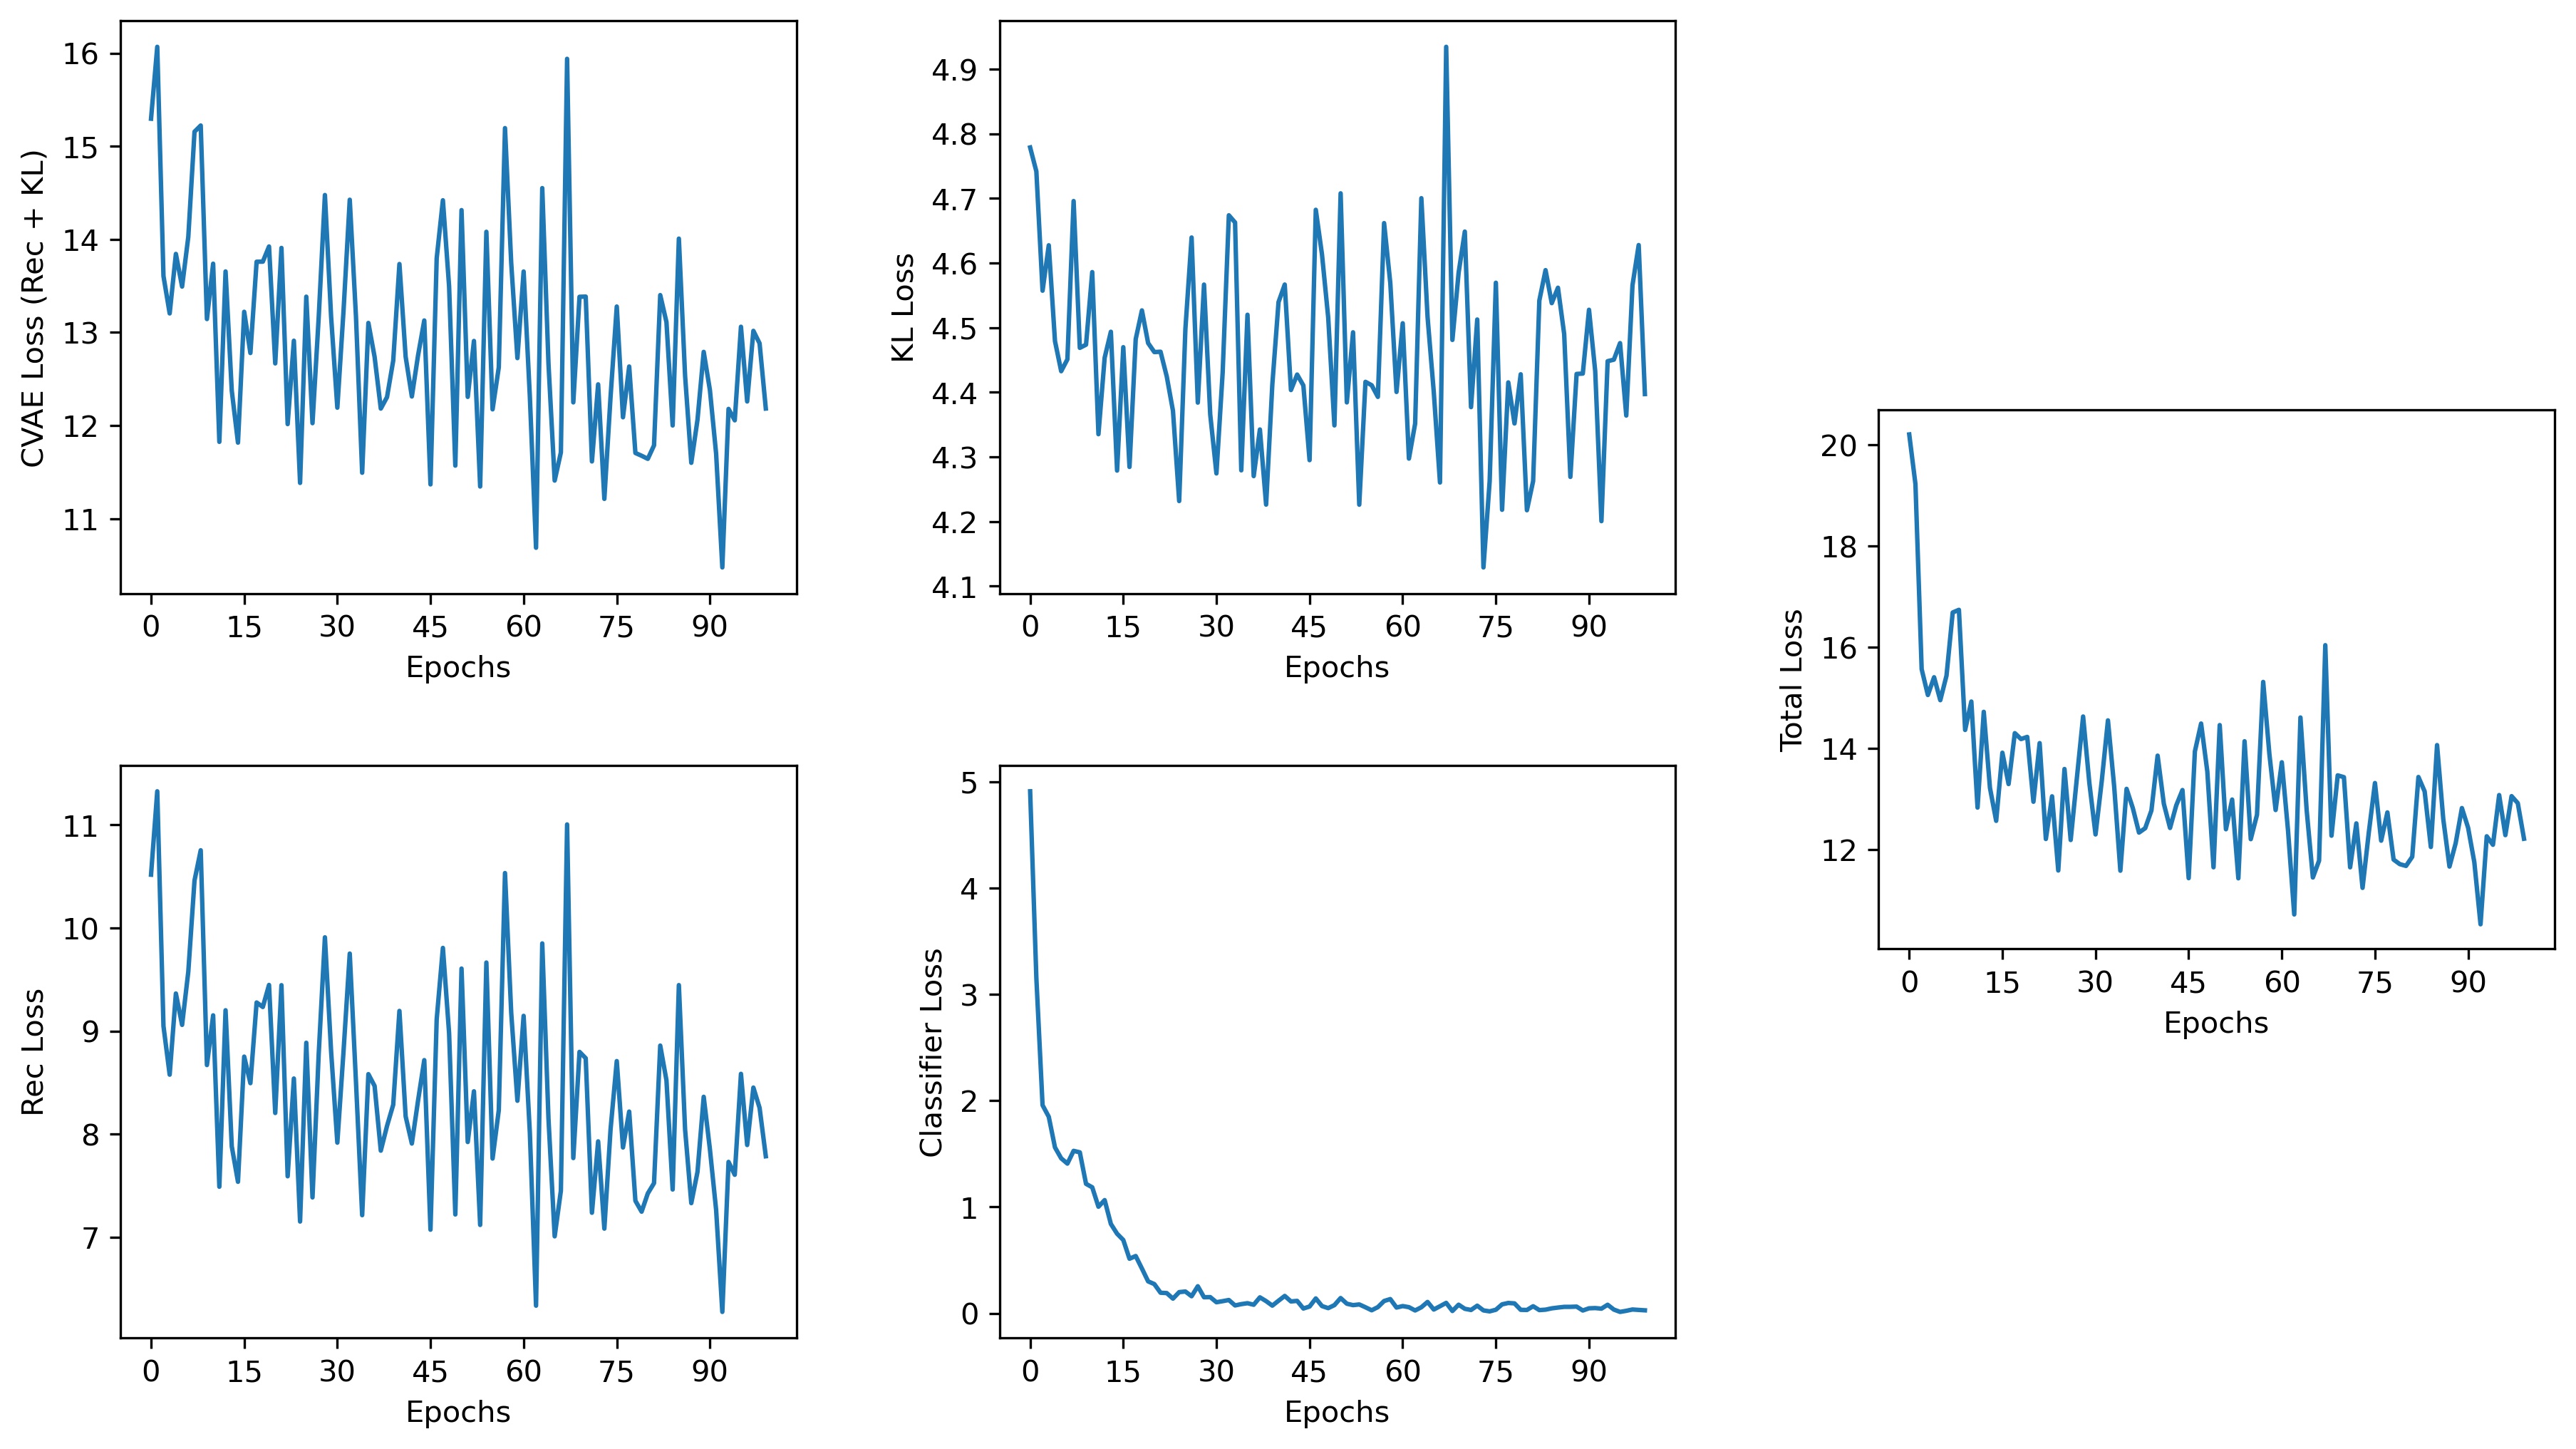 CVAE Loss (Rec + KL)
16
15
14
13
12
11
0 15 30 45 60 75 90
Epochs
KL Loss
4.9
4.8
4.7
4.6
4.5
4.4
4.3
4.2
4.1
0 15 30 45 60 75 90
Epochs
Rec Loss
11
10
9
8
7
0 15 30 45 60 75 90
Epochs
Classifier Loss
5
4
3
2
1
0
0 15 30 45 60 75 90
Epochs
Total Loss
20
18
16
14
12
0 15 30 45 60 75 90
Epochs